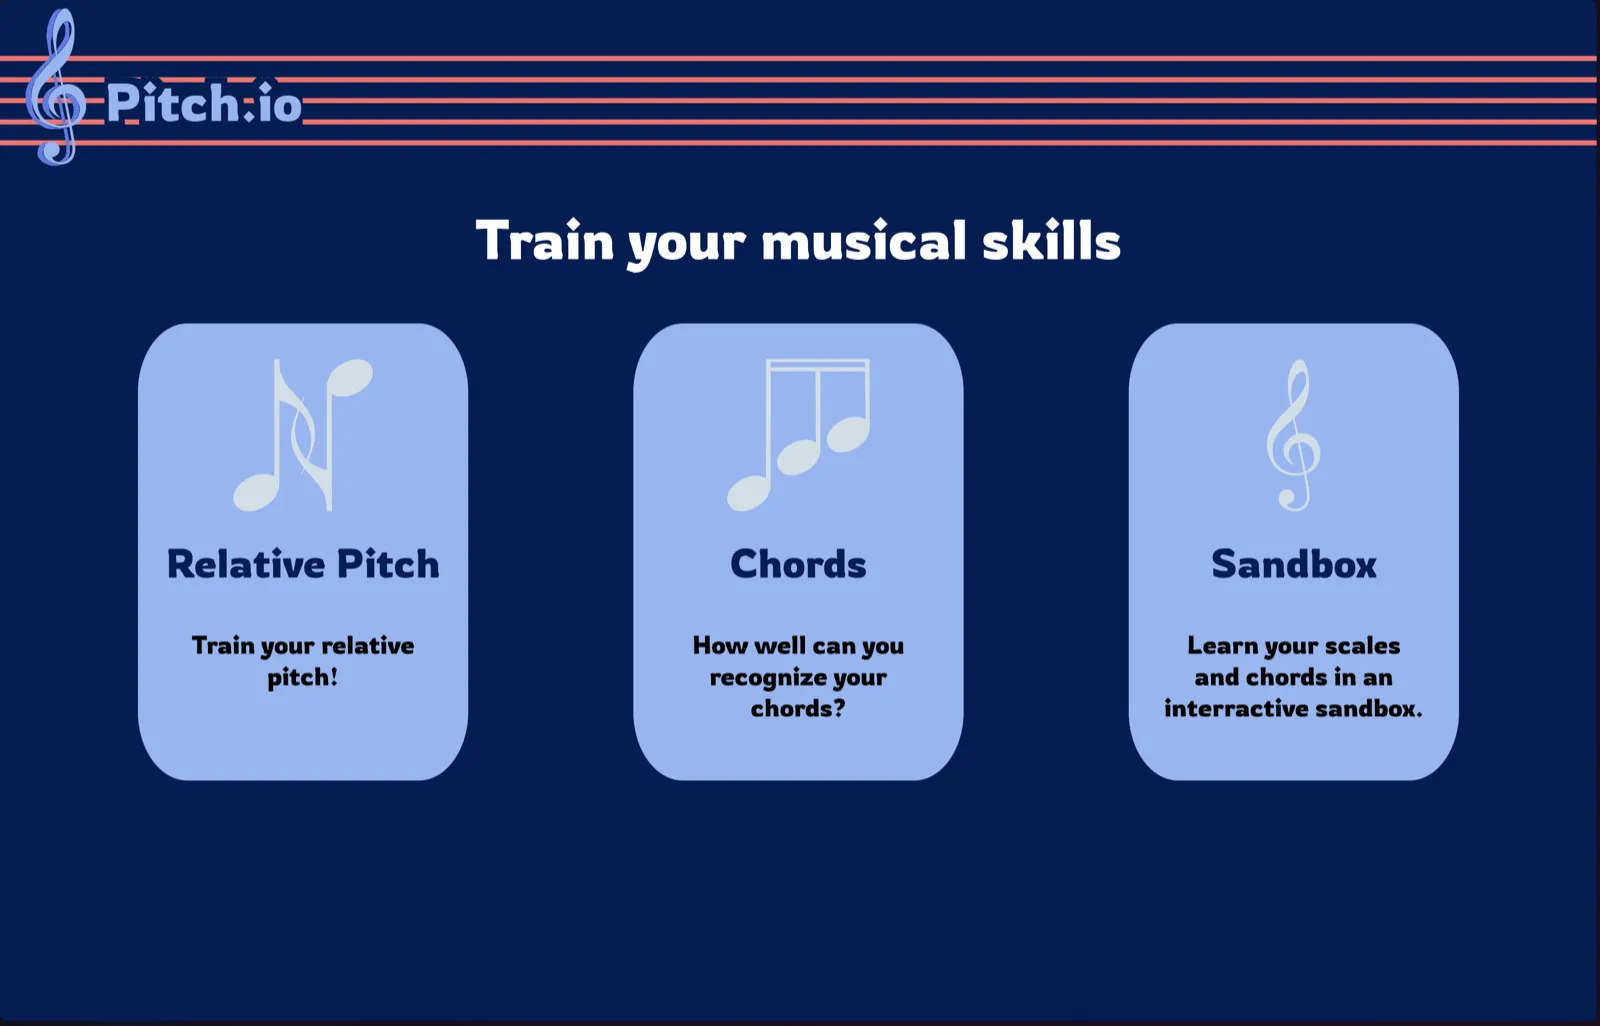 Pitch.io
Train your musical skills
Relative Pitch
Train your relative
pitch!
Chords
How well can you
recognize your
chords?
Sandbox
Learn your scales
and chords in an
interractive sandbox.